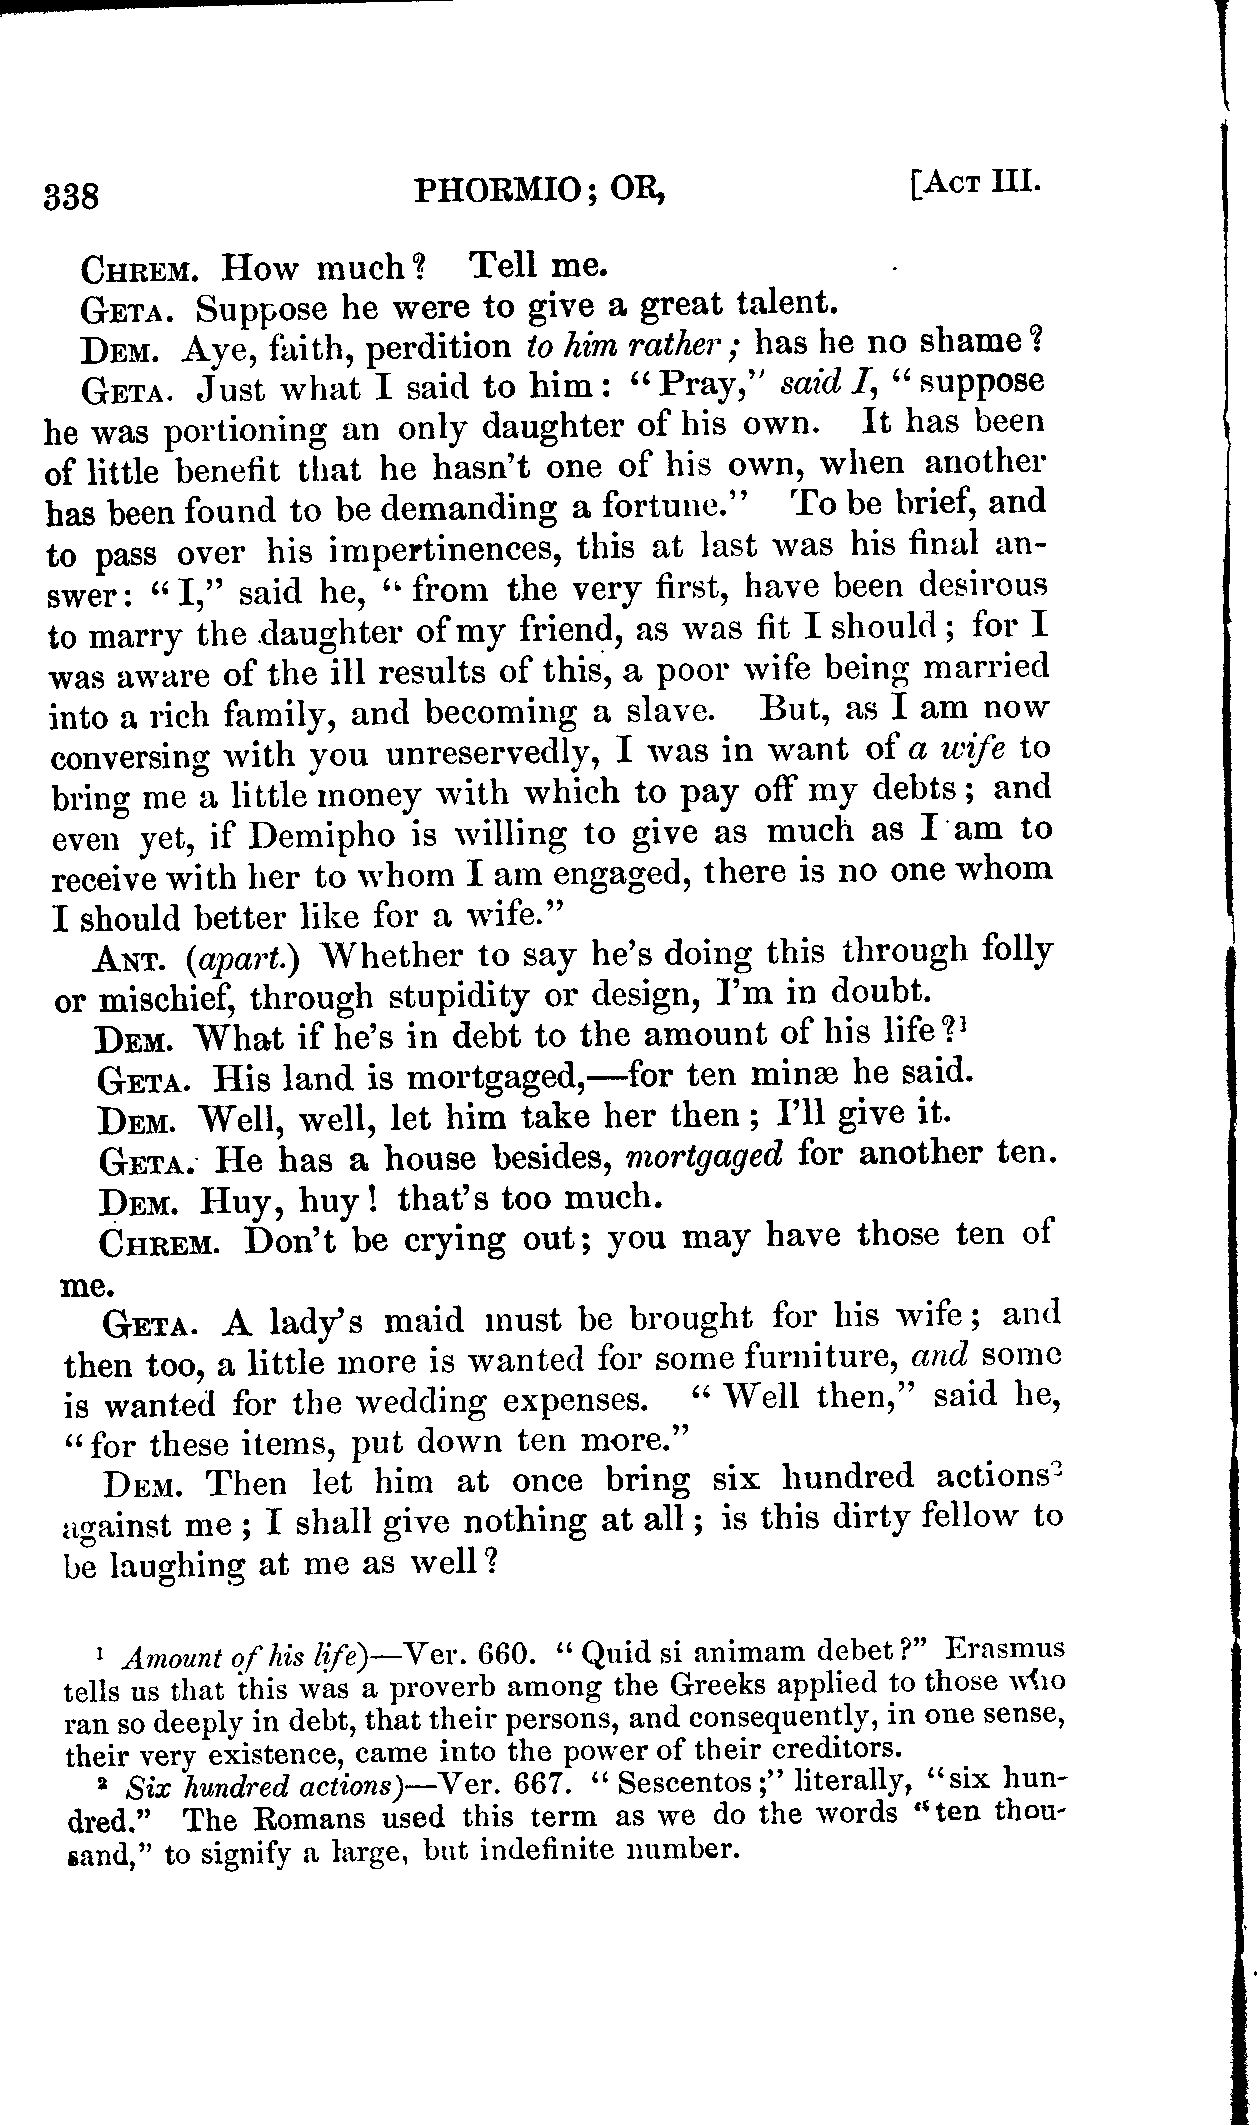 338 PHORMIO; OR, [ACT III.
CHREM. How much? Tell me.
GETA. Suppose he were to give a great talent.
DEM. Aye, faith, perdition to him rather; has he no shame?
GETA. Just what I said to him: "Pray," said I, "suppose
he was portioning an only daughter of his own. It has been
of little benefit that he hasn't one of his own, when another
has been found to be demanding a fortune." To be brief, and
to pass over his impertinences, this at last was his final an-
swer: "I," said he, "from the very first, have been desirous
to marry the daughter of my friend, as was fit I should; for I
was aware of the ill results of this, a poor wife being married
into a rich family, and becoming a slave. But, as I am now
conversing with you unreservedly, I was in want of a wife to
bring me a little money with which to pay off my debts; and
even yet, if Demipho is willing to give as much as I am to
receive with her to whom I am engaged, there is no one whom
I should better like for a wife."
ANT. (apart.) Whether to say he's doing this through folly
or mischief, through stupidity or design, I'm in doubt.
DEM. What if he's in debt to the amount of his life?¹
GETA. His land is mortgaged,—for ten minæ he said.
DEM. Well, well, let him take her then; I'll give it.
GETA. He has a house besides, mortgaged for another ten.
DEM. Huy, huy! that's too much.
CHREM. Don't be crying out; you may have those ten of
me.
GETA. A lady's maid must be brought for his wife; and
then too, a little more is wanted for some furniture, and some
is wanted for the wedding expenses. "Well then," said he,
"for these items, put down ten more."
DEM. Then let him at once bring six hundred actions²
against me; I shall give nothing at all; is this dirty fellow to
be laughing at me as well?
¹ Amount of his life)—Ver. 660. "Quid si animam debet?" Erasmus
tells us that this was a proverb among the Greeks applied to those who
ran so deeply in debt, that their persons, and consequently, in one sense,
their very existence, came into the power of their creditors.
² Six hundred actions)—Ver. 667. "Sescentos;" literally, "six hun-
dred." The Romans used this term as we do the words "ten thou-
sand," to signify a large, but indefinite number.